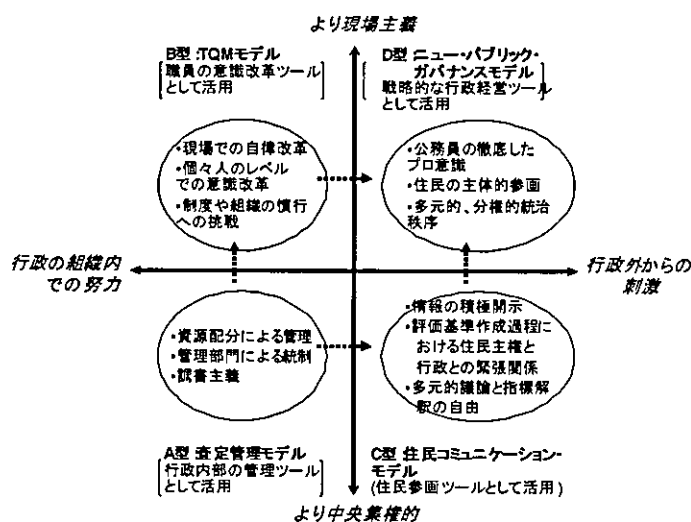 より現場主義
B型:TQMモデル
職員の意識改革ツール
として活用
D型:ニュー・パブリック・
ガバナンスモデル
戦略的な行政経営ツール
として活用
・現場での自律改革
・個々人のレベル
での意識改革
・制度や組織の慣行
への挑戦
・公務員の徹底した
プロ意識
・住民の主体的参画
・多元的、分権的統治
秩序
行政の組織内
での努力
行政外からの
刺激
・資源配分による管理
・管理部門による統制
・調書主義
・情報の積極開示
・評価基準作成過程に
おける住民主権と
行政との緊張関係
・多元的議論と指標解
釈の自由
A型:査定管理モデル
行政内部の管理ツール
として活用
C型:住民コミュニケーション-
モデル
(住民参画ツールとして活用)
より中央集権的